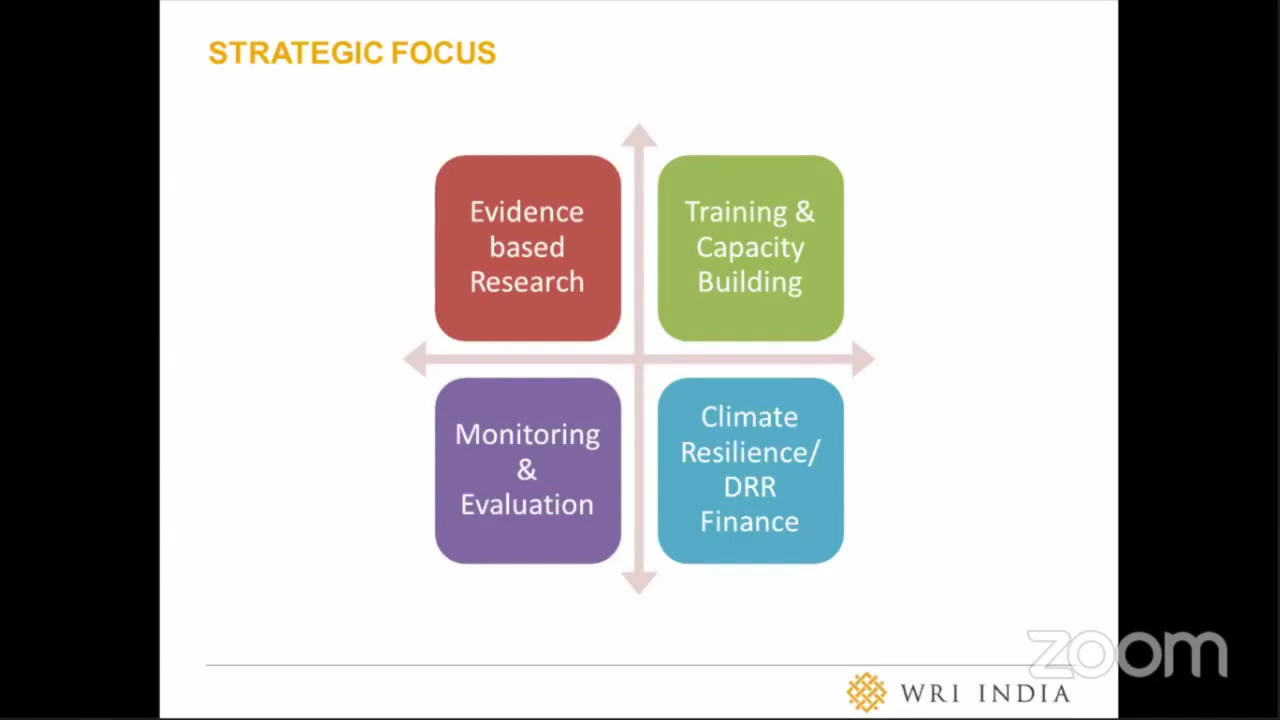 STRATEGIC FOCUS
Evidence
based
Research
Training &
Capacity
Building
Monitoring
&
Evaluation
Climate
Resilience/
DRR
Finance
zoom
WRI INDIA